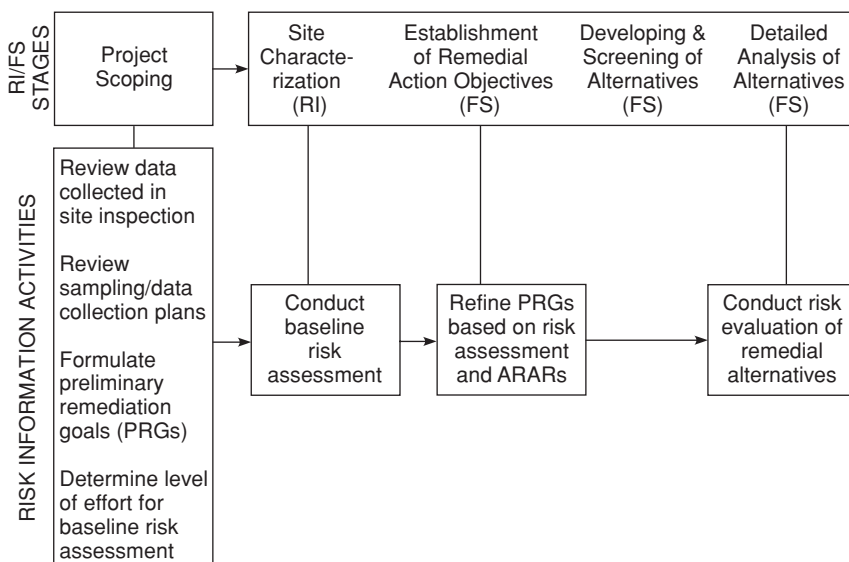 RI/FS
STAGES
Project
Scoping
Site
Characte-
rization
(RI)
Establishment
of Remedial
Action Objectives
(FS)
Developing &
Screening of
Alternatives
(FS)
Detailed
Analysis of
Alternatives
(FS)
RISK INFORMATION ACTIVITIES
Review data
collected in
site inspection
Review
sampling/data
collection plans
Formulate
preliminary
remediation
goals (PRGs)
Determine level
of effort for
baseline risk
assessment
Conduct
baseline
risk
assessment
Refine PRGs
based on risk
assessment
and ARARs
Conduct risk
evaluation of
remedial
alternatives